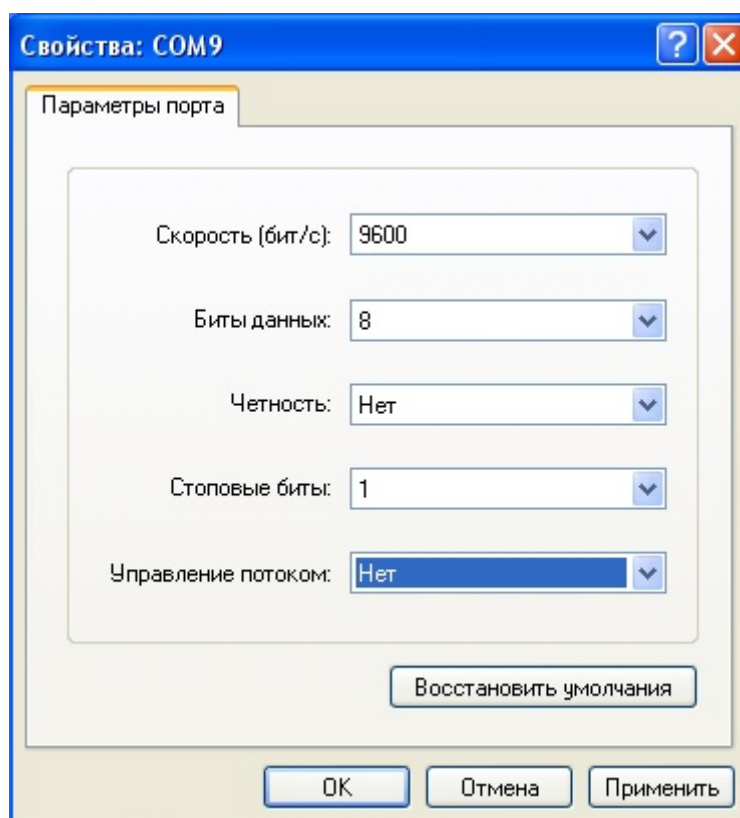 Свойства: COM9
Параметры порта
Скорость (бит/с): 9600
Биты данных: 8
Четность: Нет
Стоповые биты: 1
Управление потоком: Нет
Восстановить умолчания
OK Отмена Применить